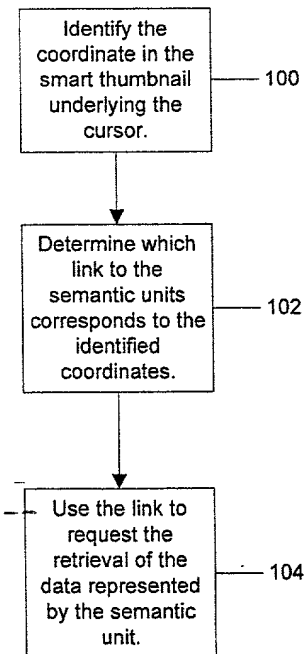 Identify the
coordinate in the
smart thumbnail
underlying the
cursor.
100
Determine which
link to the
semantic units
corresponds to the
identified
coordinates.
102
Use the link to
request the
retrieval of the
data represented
by the semantic
unit.
104